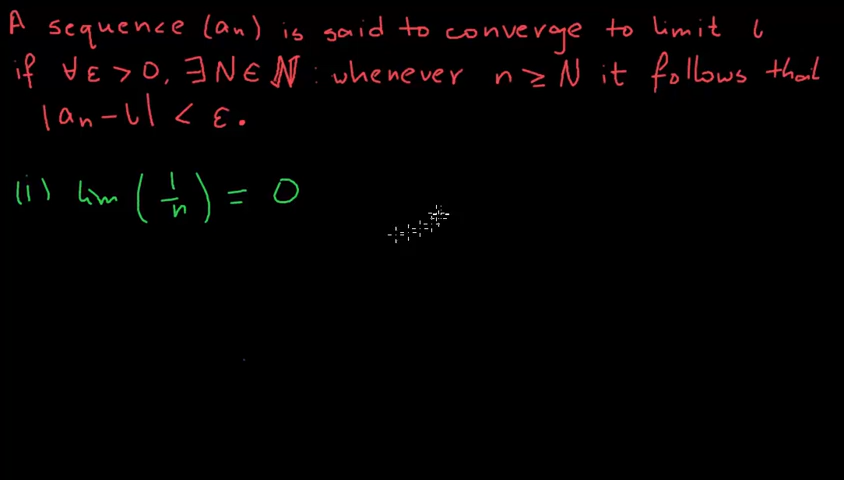 A sequence (an) is said to converge to limit l
if ∀ε > 0, ∃N∈ℕ : whenever n ≥ N it follows that
|an − l| < ε.
(i) lim (1/n) = 0